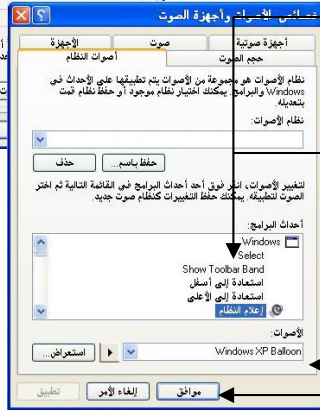 خصائص الأصوات وأجهزة الصوت
أجهزة صوتية
صوت
الأجهزة
حجم الصوت
أصوات النظام
نظام الأصوات هو مجموعة من الأصوات يتم تطبيقها على الأحداث في
Windows والبرامج. يمكنك اختيار نظام موجود أو حفظ نظام قمت
بتعديله.
نظام الأصوات:
حفظ باسم...
حذف
لتغيير الأصوات، انقر فوق أحد أحداث البرامج في القائمة التالية ثم اختر
الصوت لتطبيقه. يمكنك حفظ التغييرات كنظام صوت جديد.
أحداث البرامج:
Windows
Select
Show Toolbar Band
استعادة إلى أسفل
استعادة إلى الأعلى
إعلام النظام
الأصوات:
Windows XP Balloon
استعراض...
موافق
إلغاء الأمر
تطبيق